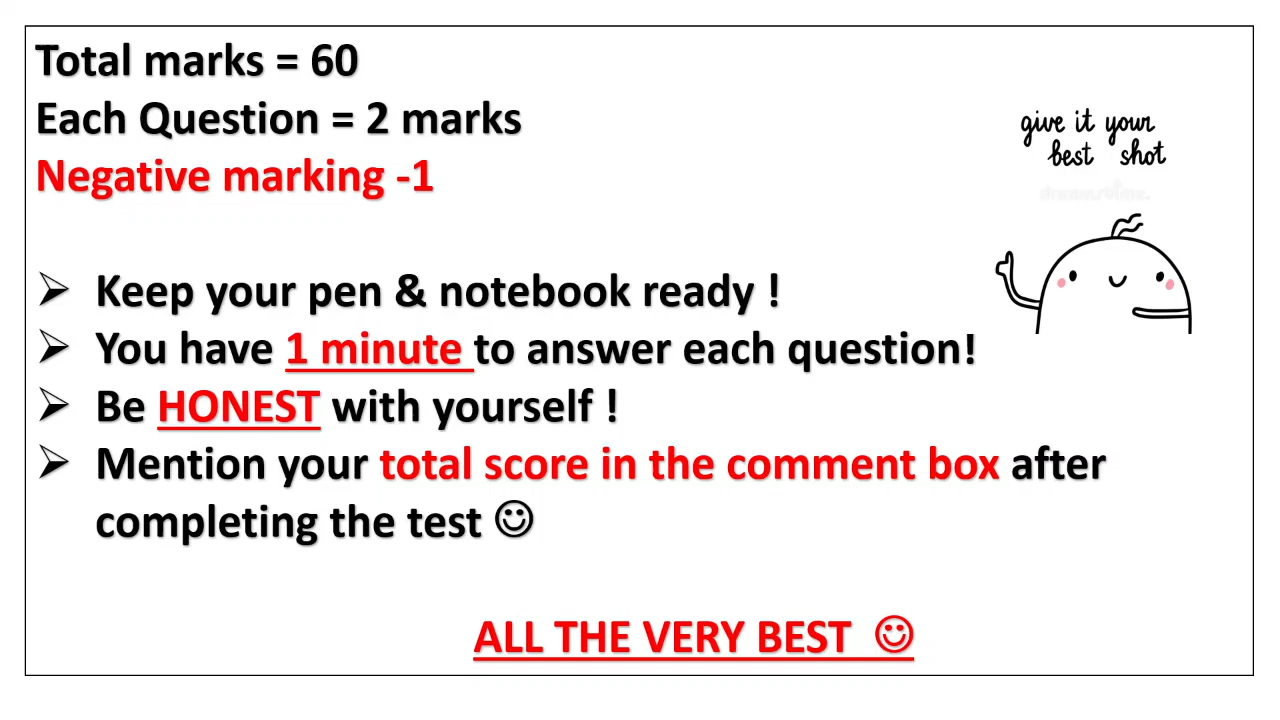 Total marks = 60
Each Question = 2 marks
Negative marking -1
give it your
best shot
dreamstime.
➢ Keep your pen & notebook ready !
➢ You have 1 minute to answer each question!
➢ Be HONEST with yourself !
➢ Mention your total score in the comment box after
completing the test ☺
ALL THE VERY BEST ☺